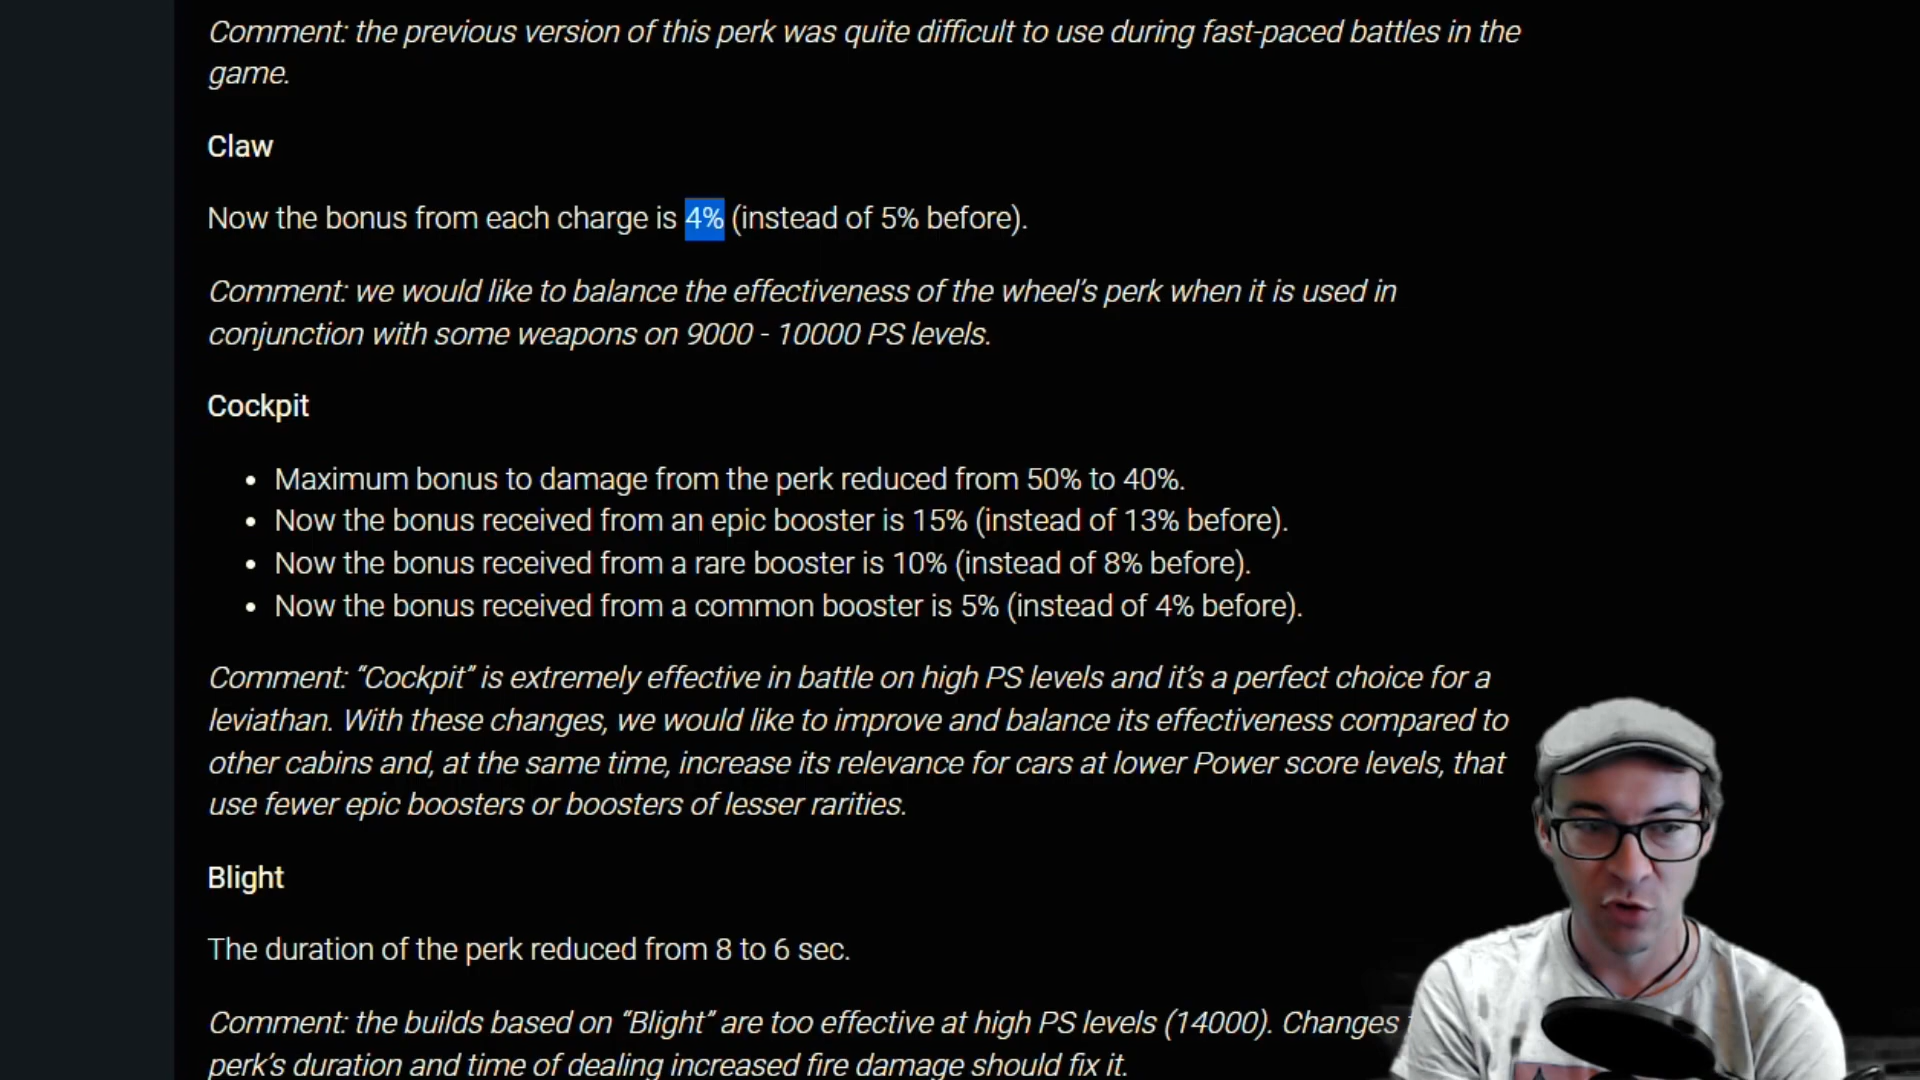 Comment: the previous version of this perk was quite difficult to use during fast-paced battles in the
game.
Claw
Now the bonus from each charge is 4% (instead of 5% before).
Comment: we would like to balance the effectiveness of the wheel's perk when it is used in
conjunction with some weapons on 9000 - 10000 PS levels.
Cockpit
• Maximum bonus to damage from the perk reduced from 50% to 40%.
• Now the bonus received from an epic booster is 15% (instead of 13% before).
• Now the bonus received from a rare booster is 10% (instead of 8% before).
• Now the bonus received from a common booster is 5% (instead of 4% before).
Comment: “Cockpit” is extremely effective in battle on high PS levels and it’s a perfect choice for a
leviathan. With these changes, we would like to improve and balance its effectiveness compared to
other cabins and, at the same time, increase its relevance for cars at lower Power score levels, that
use fewer epic boosters or boosters of lesser rarities.
Blight
The duration of the perk reduced from 8 to 6 sec.
Comment: the builds based on “Blight” are too effective at high PS levels (14000). Changes
perk’s duration and time of dealing increased fire damage should fix it.